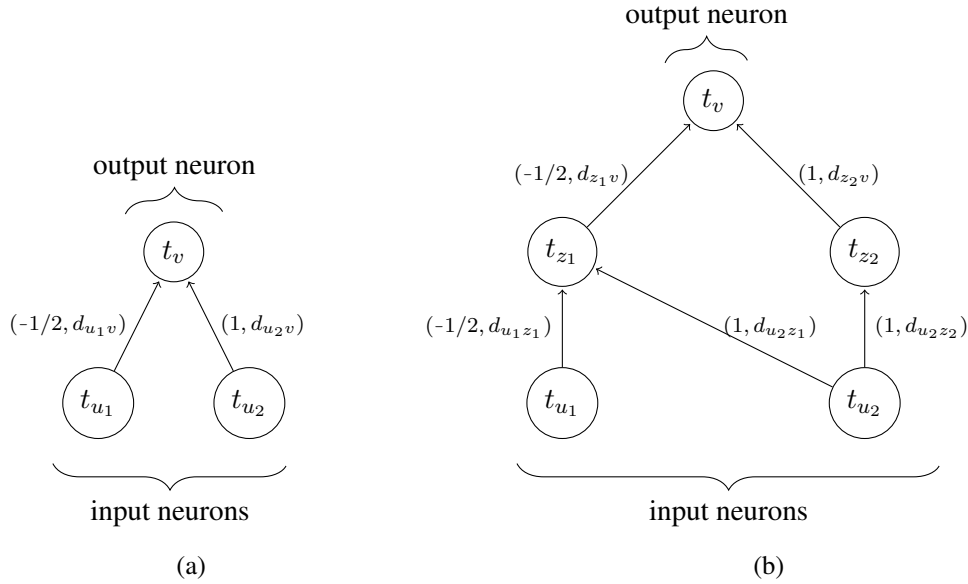 output neuron
t_v
(-1/2, d_{u_1 v})
(1, d_{u_2 v})
t_{u_1}
t_{u_2}
input neurons
(a)
output neuron
t_v
(-1/2, d_{z_1 v})
(1, d_{z_2 v})
t_{z_1}
t_{z_2}
(-1/2, d_{u_1 z_1})
(1, d_{u_2 z_1})
(1, d_{u_2 z_2})
t_{u_1}
t_{u_2}
input neurons
(b)